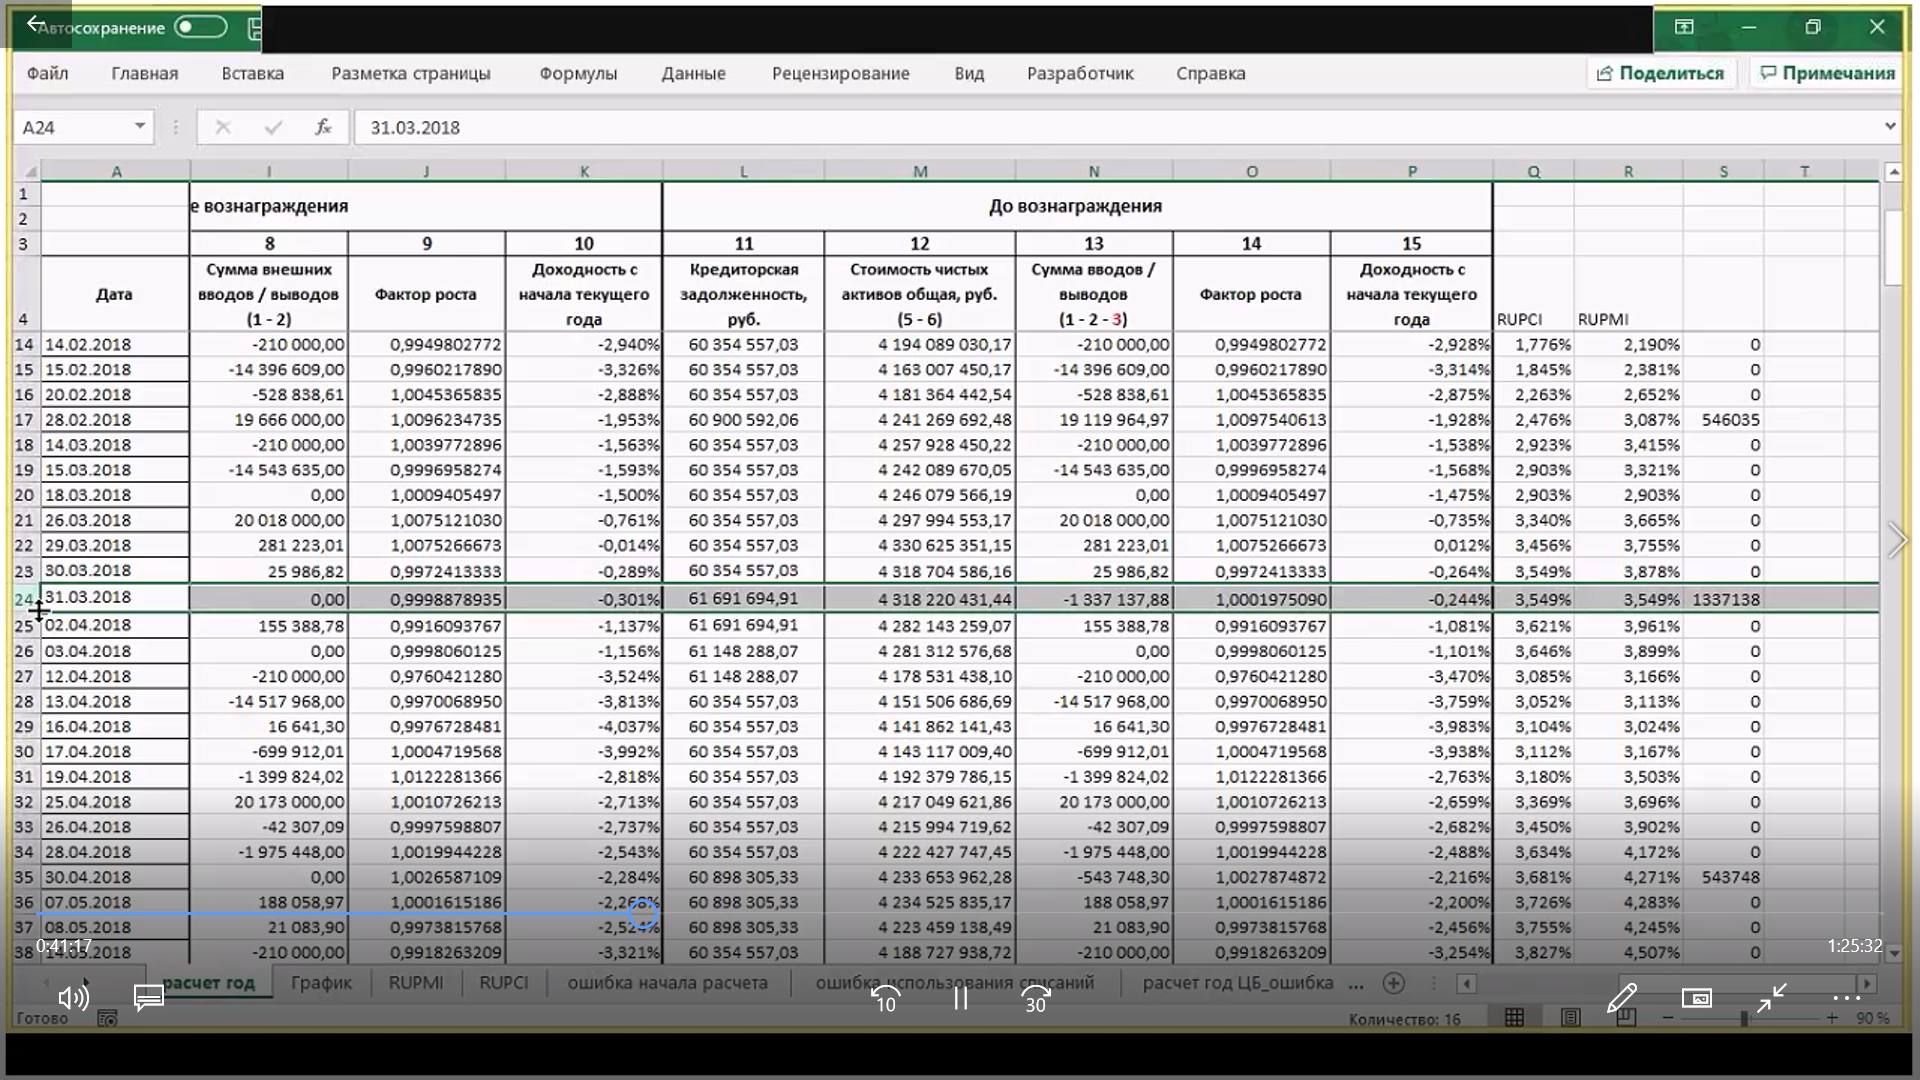 Автосохранение
Файл Главная Вставка Разметка страницы Формулы Данные Рецензирование Вид Разработчик Справка Поделиться Примечания
A24 fx 31.03.2018
A I J K L M N O P Q R S T
1
2 е вознаграждения До вознаграждения
3 8 9 10 11 12 13 14 15
Сумма внешних Доходность с Кредиторская Стоимость чистых Сумма вводов / Доходность с
Дата вводов / выводов Фактор роста начала текущего задолженность, активов общая, руб. выводов Фактор роста начала текущего
4 (1 - 2) года руб. (5 - 6) (1 - 2 - 3) года RUPCI RUPMI
14 14.02.2018 -210 000,00 0,9949802772 -2,940% 60 354 557,03 4 194 089 030,17 -210 000,00 0,9949802772 -2,928% 1,776% 2,190% 0
15 15.02.2018 -14 396 609,00 0,9960217890 -3,326% 60 354 557,03 4 163 007 450,17 -14 396 609,00 0,9960217890 -3,314% 1,845% 2,381% 0
16 20.02.2018 -528 838,61 1,0045365835 -2,888% 60 354 557,03 4 181 364 442,54 -528 838,61 1,0045365835 -2,875% 2,263% 2,652% 0
17 28.02.2018 19 666 000,00 1,0096234735 -1,953% 60 900 592,06 4 241 269 692,48 19 119 964,97 1,0097540613 -1,928% 2,476% 3,087% 546035
18 14.03.2018 -210 000,00 1,0039772896 -1,563% 60 354 557,03 4 257 928 450,22 -210 000,00 1,0039772896 -1,538% 2,923% 3,415% 0
19 15.03.2018 -14 543 635,00 0,9996958274 -1,593% 60 354 557,03 4 242 089 670,05 -14 543 635,00 0,9996958274 -1,568% 2,903% 3,321% 0
20 18.03.2018 0,00 1,0009405497 -1,500% 60 354 557,03 4 246 079 566,19 0,00 1,0009405497 -1,475% 2,903% 2,903% 0
21 26.03.2018 20 018 000,00 1,0075121030 -0,761% 60 354 557,03 4 297 994 553,17 20 018 000,00 1,0075121030 -0,735% 3,340% 3,665% 0
22 29.03.2018 281 223,01 1,0075266673 -0,014% 60 354 557,03 4 330 625 351,15 281 223,01 1,0075266673 0,012% 3,456% 3,755% 0
23 30.03.2018 25 986,82 0,9972413333 -0,289% 60 354 557,03 4 318 704 586,16 25 986,82 0,9972413333 -0,264% 3,549% 3,878% 0
24 31.03.2018 0,00 0,9998878935 -0,301% 61 691 694,91 4 318 220 431,44 -1 337 137,88 1,0001975090 -0,244% 3,549% 3,549% 1337138
25 02.04.2018 155 388,78 0,9916093767 -1,137% 61 691 694,91 4 282 143 259,07 155 388,78 0,9916093767 -1,081% 3,621% 3,961% 0
26 03.04.2018 0,00 0,9998060125 -1,156% 61 148 288,07 4 281 312 576,68 0,00 0,9998060125 -1,101% 3,646% 3,899% 0
27 12.04.2018 -210 000,00 0,9760421280 -3,524% 61 148 288,07 4 178 531 438,10 -210 000,00 0,9760421280 -3,470% 3,085% 3,166% 0
28 13.04.2018 -14 517 968,00 0,9970068950 -3,813% 60 354 557,03 4 151 506 686,69 -14 517 968,00 0,9970068950 -3,759% 3,052% 3,113% 0
29 16.04.2018 16 641,30 0,9976728481 -4,037% 60 354 557,03 4 141 862 141,43 16 641,30 0,9976728481 -3,983% 3,104% 3,024% 0
30 17.04.2018 -699 912,01 1,0004719568 -3,992% 60 354 557,03 4 143 117 009,40 -699 912,01 1,0004719568 -3,938% 3,112% 3,167% 0
31 19.04.2018 -1 399 824,02 1,0122281366 -2,818% 60 354 557,03 4 192 379 786,15 -1 399 824,02 1,0122281366 -2,763% 3,180% 3,503% 0
32 25.04.2018 20 173 000,00 1,0010726213 -2,713% 60 354 557,03 4 217 049 621,86 20 173 000,00 1,0010726213 -2,659% 3,369% 3,696% 0
33 26.04.2018 -42 307,09 0,9997598807 -2,737% 60 354 557,03 4 215 994 719,62 -42 307,09 0,9997598807 -2,682% 3,450% 3,902% 0
34 28.04.2018 -1 975 448,00 1,0019944228 -2,543% 60 354 557,03 4 222 427 747,45 -1 975 448,00 1,0019944228 -2,488% 3,634% 4,172% 0
35 30.04.2018 0,00 1,0026587109 -2,284% 60 898 305,33 4 233 653 962,28 -543 748,30 1,0027874872 -2,216% 3,681% 4,271% 543748
36 07.05.2018 188 058,97 1,0001615186 60 898 305,33 4 234 525 835,17 188 058,97 1,0001615186 -2,200% 3,726% 4,283% 0
37 08.05.2018 21 083,90 0,9973815768 60 898 305,33 4 223 459 138,49 21 083,90 0,9973815768 -2,456% 3,755% 4,245% 0
0:41:17 1:25:32
38 14.05.2018 -210 000,00 0,9918263209 -3,321% 60 354 557,03 4 188 727 938,72 -210 000,00 0,9918263209 -3,254% 3,827% 4,507% 0
расчет год График RUPMI RUPCI ошибка начала расчета ошибка использования списаний расчет год ЦБ_ошибка ...
10 30
Готово Количество: 16 90 %